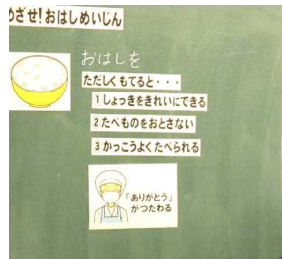 めざせ!おはしめいじん
おはしを
ただしくもてると・・・
1しょっきをきれいにできる
2たべものをおとさない
3かっこうよくたべられる
「ありがとう」
がつたわる